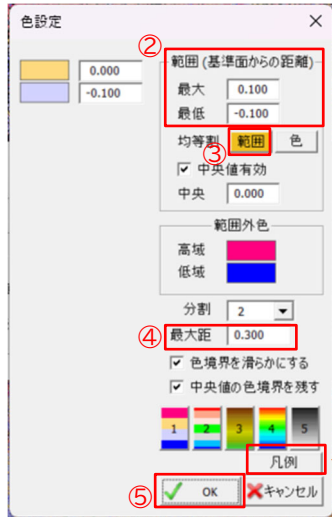 色設定
②
0.000
-0.100
範囲 (基準面からの距離)
最大 0.100
最低 -0.100
均等割 範囲 色
③
中央値有効
中央 0.000
範囲外色
高域
低域
分割 2
④ 最大距 0.300
色境界を滑らかにする
中央値の色境界を残す
1 2 3 4 5
凡例
⑤ OK キャンセル